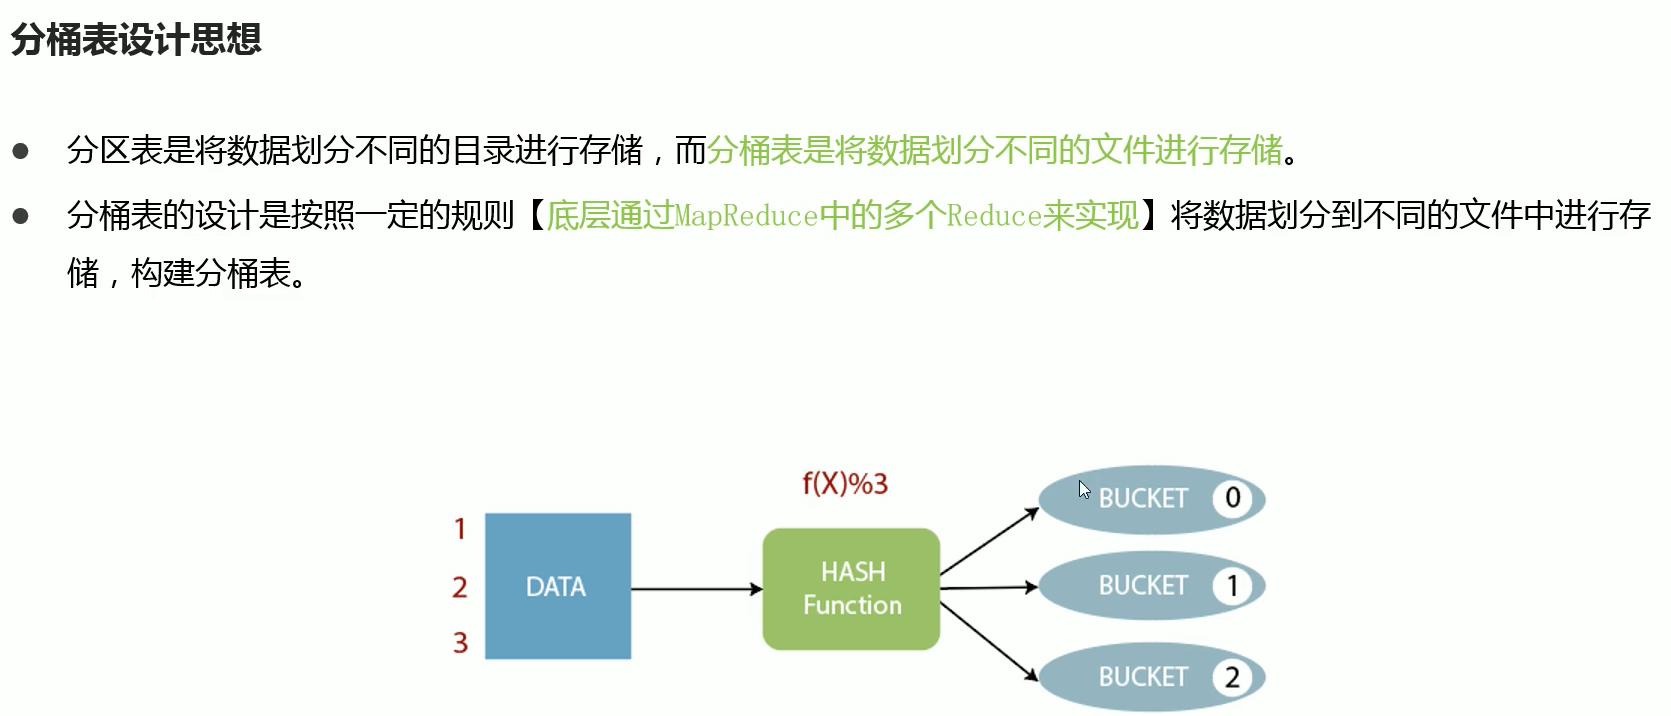 分桶表设计思想
● 分区表是将数据划分不同的目录进行存储，而分桶表是将数据划分不同的文件进行存储。
● 分桶表的设计是按照一定的规则【底层通过MapReduce中的多个Reduce来实现】将数据划分到不同的文件中进行存
储，构建分桶表。
f(X)%3
1
2
3
DATA
HASH
Function
BUCKET 0
BUCKET 1
BUCKET 2